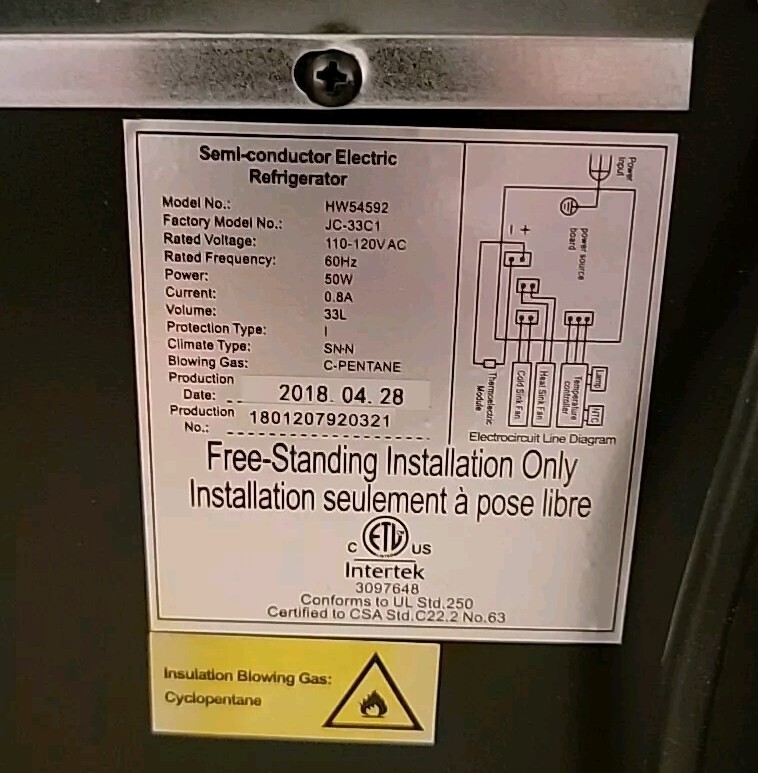 Semi-conductor Electric
Refrigerator
Model No.: HW54592
Factory Model No.: JC-33C1
Rated Voltage: 110-120VAC
Rated Frequency: 60Hz
Power: 50W
Current: 0.8A
Volume: 33L
Protection Type: I
Climate Type: SN-N
Blowing Gas: C-PENTANE
Production
Date: 2018.04.28
Production
No.: 1801207920321
Power
Input
power source
board
- +
Thermoelectric
Module
Cold Sink Fan
Heat Sink Fan
Temperature
controller
Lamp
NTC
Electrocircuit Line Diagram
Free-Standing Installation Only
Installation seulement à pose libre
C ETL US
Intertek
3097648
Conforms to UL Std.250
Certified to CSA Std.C22.2 No.63
Insulation Blowing Gas:
Cyclopentane